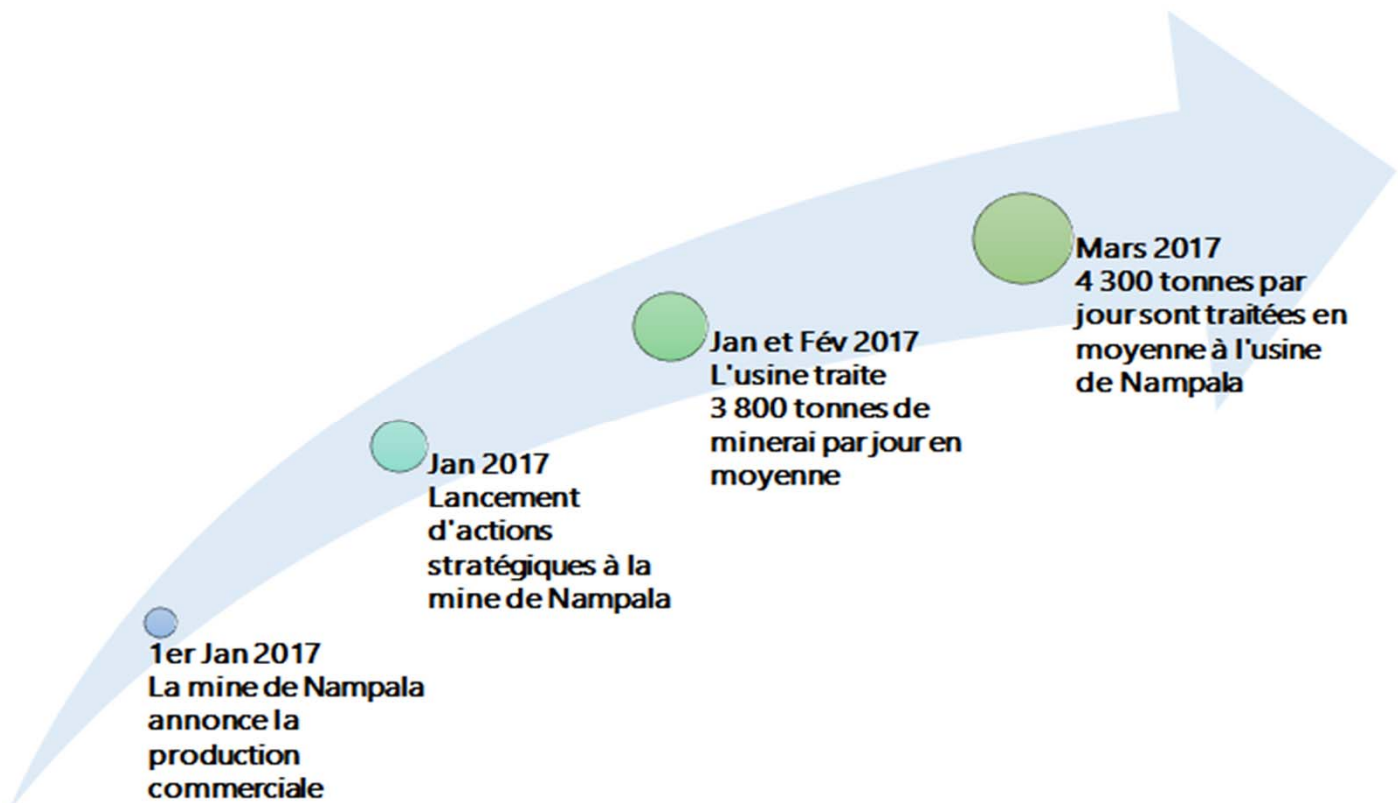 1er Jan 2017
La mine de Nampala
annonce la
production
commerciale
Jan 2017
Lancement
d'actions
stratégiques à la
mine de Nampala
Jan et Fév 2017
L'usine traite
3 800 tonnes de
minerai par jour en
moyenne
Mars 2017
4 300 tonnes par
jour sont traitées en
moyenne à l'usine
de Nampala